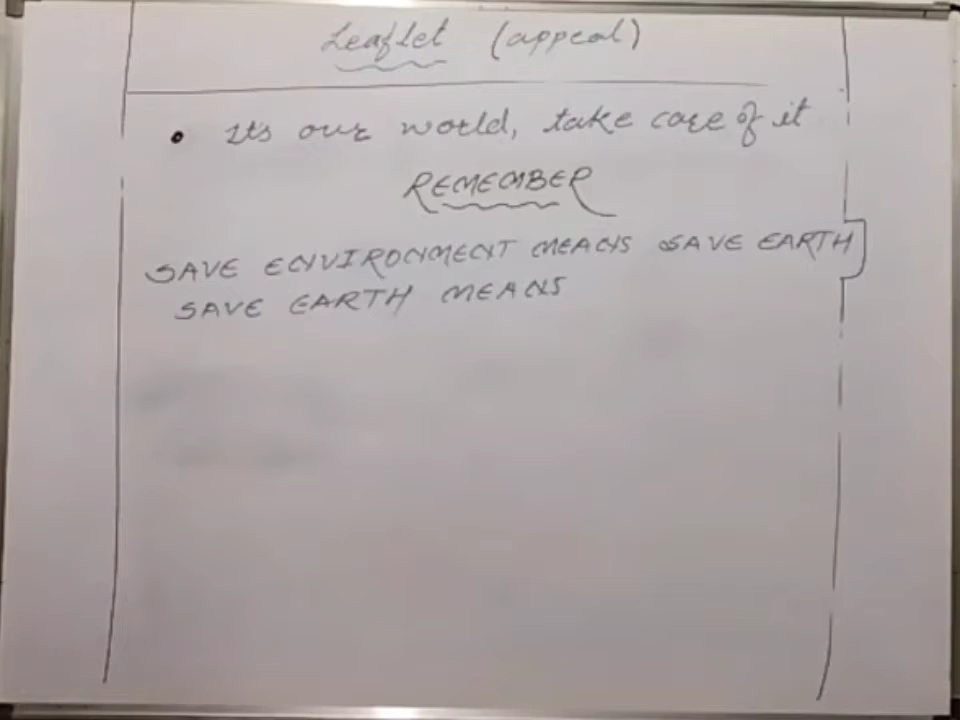 Leaflet (appeal)
• It's our world, take care of it
REMEMBER
SAVE ENVIRONMENT MEANS SAVE EARTH
SAVE EARTH MEANS